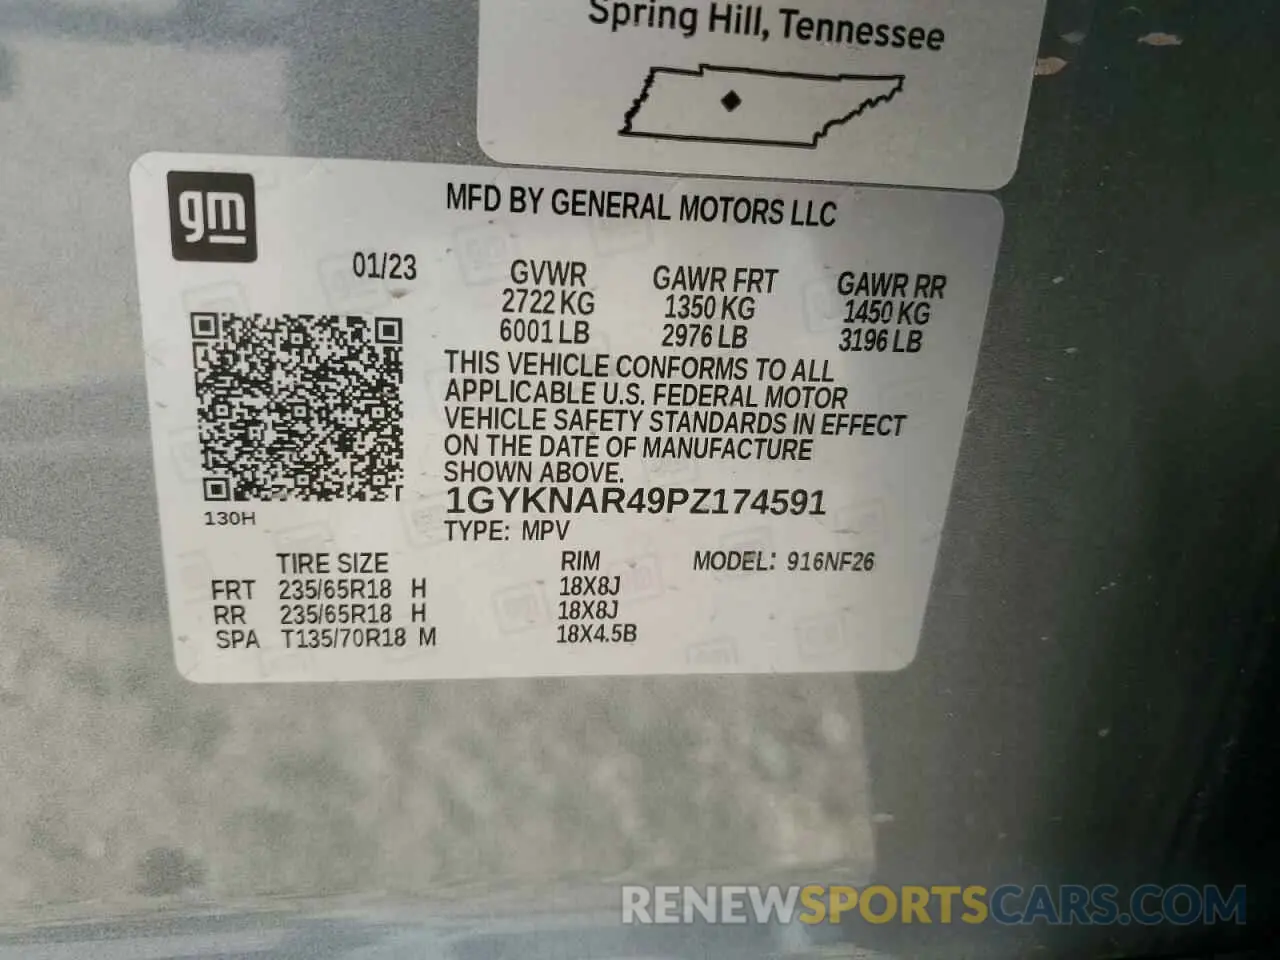 Spring Hill, Tennessee
gm
MFD BY GENERAL MOTORS LLC
01/23
GVWR GAWR FRT GAWR RR
2722 KG 1350 KG 1450 KG
6001 LB 2976 LB 3196 LB
THIS VEHICLE CONFORMS TO ALL
APPLICABLE U.S. FEDERAL MOTOR
VEHICLE SAFETY STANDARDS IN EFFECT
ON THE DATE OF MANUFACTURE
SHOWN ABOVE.
1GYKNAR49PZ174591
130H
TYPE: MPV
TIRE SIZE RIM MODEL: 916NF26
FRT 235/65R18 H 18X8J
RR 235/65R18 H 18X8J
SPA T135/70R18 M 18X4.5B
RENEWSPORTSCARS.COM